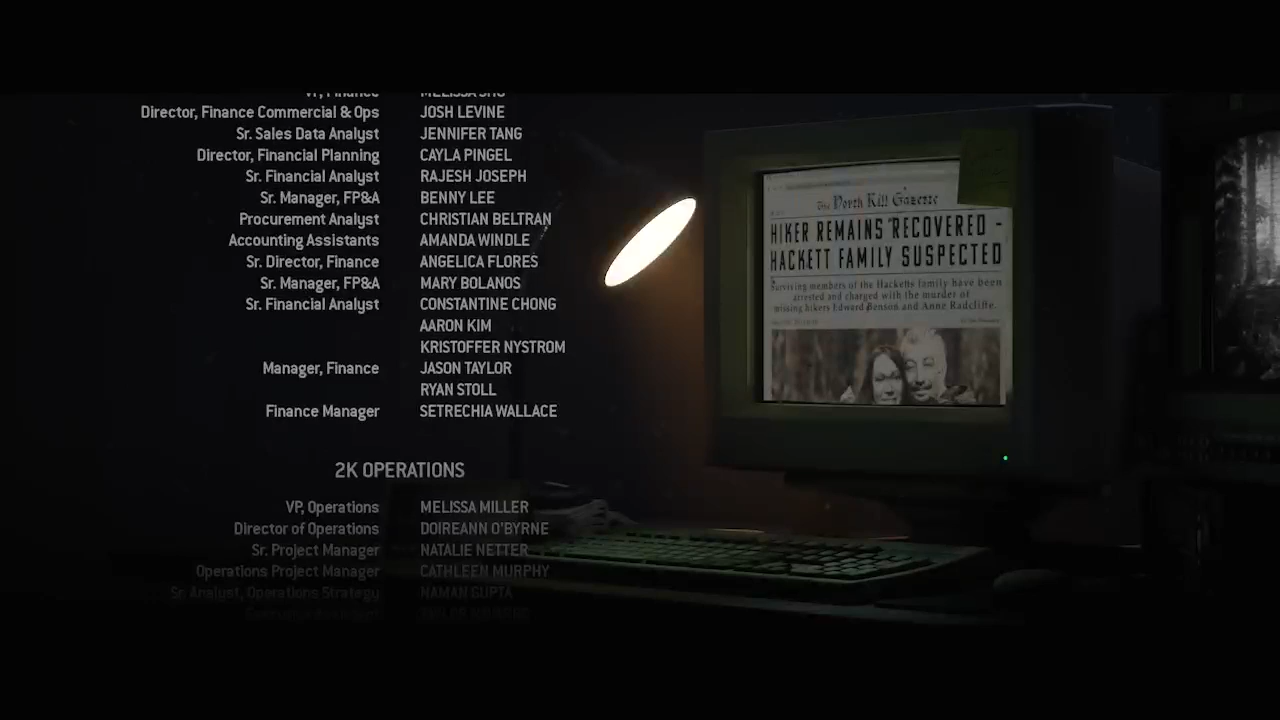 VP, Finance MELISSA SHU
Director, Finance Commercial & Ops JOSH LEVINE
Sr. Sales Data Analyst JENNIFER TANG
Director, Financial Planning CAYLA PINGEL
Sr. Financial Analyst RAJESH JOSEPH
Sr. Manager, FP&A BENNY LEE
Procurement Analyst CHRISTIAN BELTRAN
Accounting Assistants AMANDA WINDLE
Sr. Director, Finance ANGELICA FLORES
Sr. Manager, FP&A MARY BOLANOS
Sr. Financial Analyst CONSTANTINE CHONG
AARON KIM
KRISTOFFER NYSTROM
Manager, Finance JASON TAYLOR
RYAN STOLL
Finance Manager SETRECHIA WALLACE
2K OPERATIONS
VP, Operations MELISSA MILLER
Director of Operations DOIREANN O'BYRNE
Sr. Project Manager NATALIE NETTER
Operations Project Manager CATHLEEN MURPHY
Sr. Analyst, Operations Strategy NAMAN GUPTA
The North Kill Gazette
HIKER REMAINS RECOVERED -
HACKETT FAMILY SUSPECTED
Surviving members of the Hacketts family have been
arrested and charged with the murder of
missing hikers Edward Benson and Anne Radcliffe.